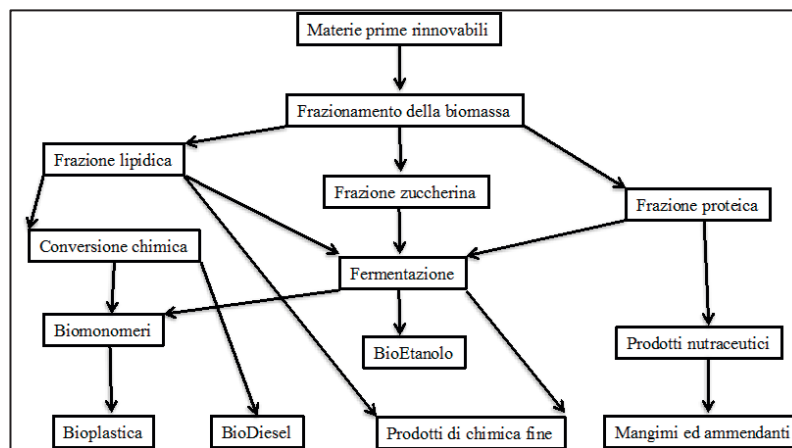 Materie prime rinnovabili
Frazionamento della biomassa
Frazione lipidica
Frazione zuccherina
Frazione proteica
Conversione chimica
Fermentazione
Biomonomeri
BioEtanolo
Prodotti nutraceutici
Bioplastica
BioDiesel
Prodotti di chimica fine
Mangimi ed ammendanti